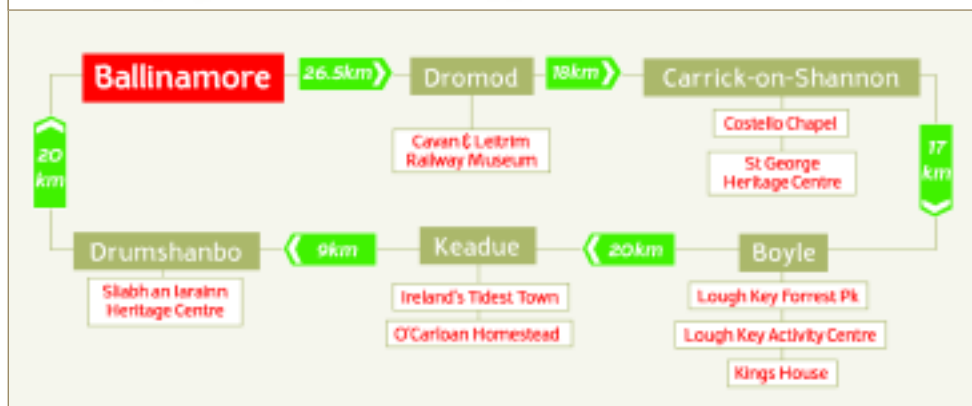 Ballinamore
26.5km
Dromod
18km
Carrick-on-Shannon
Cavan & Leitrim
Railway Museum
Costello Chapel
St George
Heritage Centre
17
km
Boyle
Lough Key Forrest Pk
Lough Key Activity Centre
Kings House
20km
Keadue
Ireland's Tidest Town
O'Carloan Homestead
9km
Drumshanbo
Sliabh an Iarainn
Heritage Centre
20
km